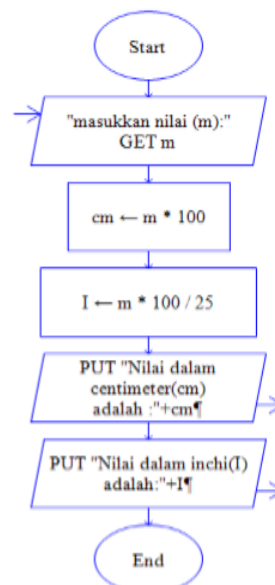 Start
"masukkan nilai (m):"
GET m
cm ← m * 100
I ← m * 100 / 25
PUT "Nilai dalam
centimeter(cm)
adalah :"+cm¶
PUT "Nilai dalam inchi(I)
adalah:"+I¶
End